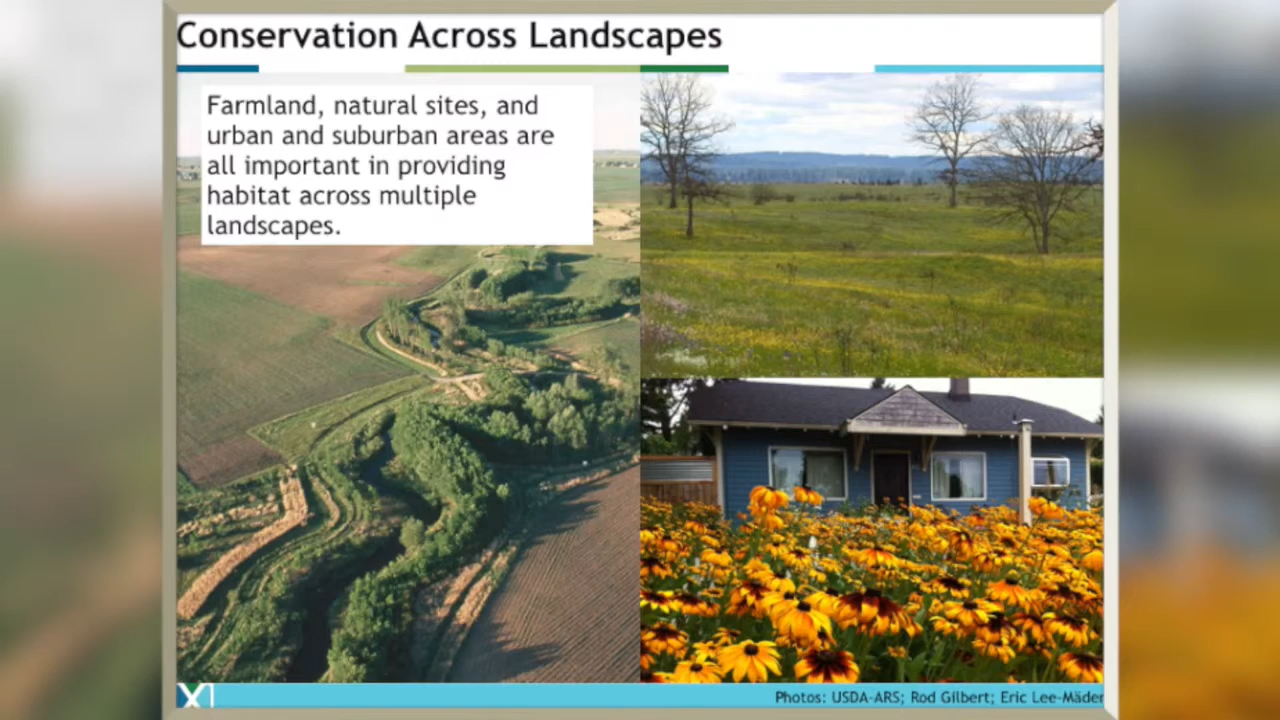 Conservation Across Landscapes
Farmland, natural sites, and
urban and suburban areas are
all important in providing
habitat across multiple
landscapes.
Photos: USDA-ARS; Rod Gilbert; Eric Lee-Mäder